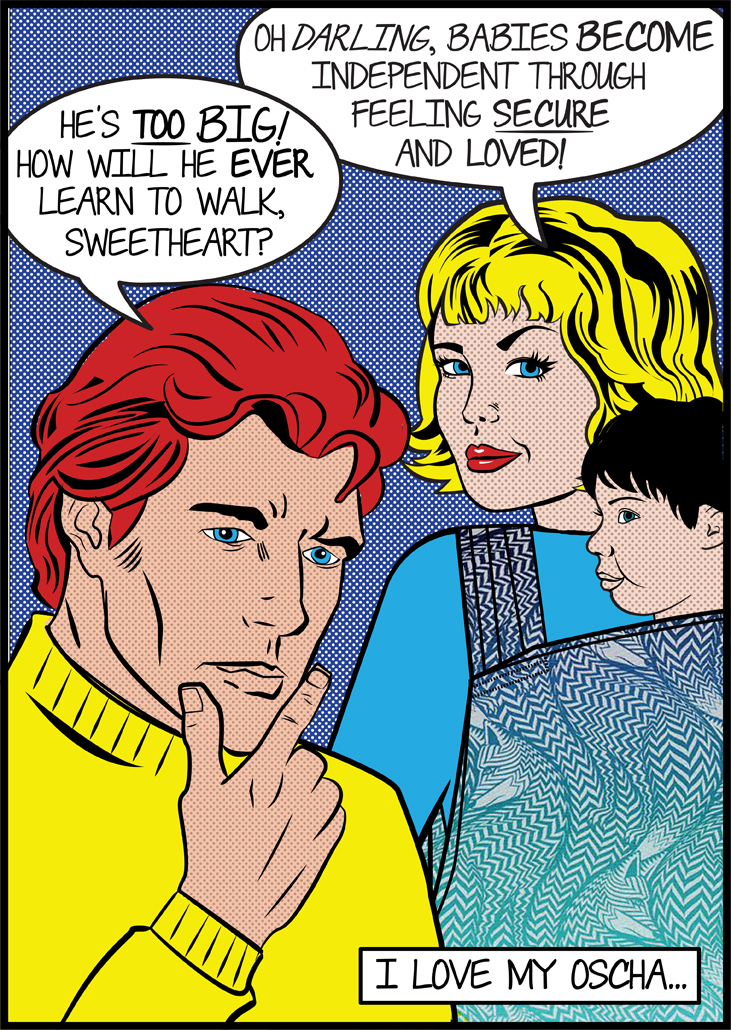 HE'S TOO BIG!
HOW WILL HE EVER
LEARN TO WALK,
SWEETHEART?
OH DARLING, BABIES BECOME
INDEPENDENT THROUGH
FEELING SECURE
AND LOVED!
I LOVE MY OSCHA...